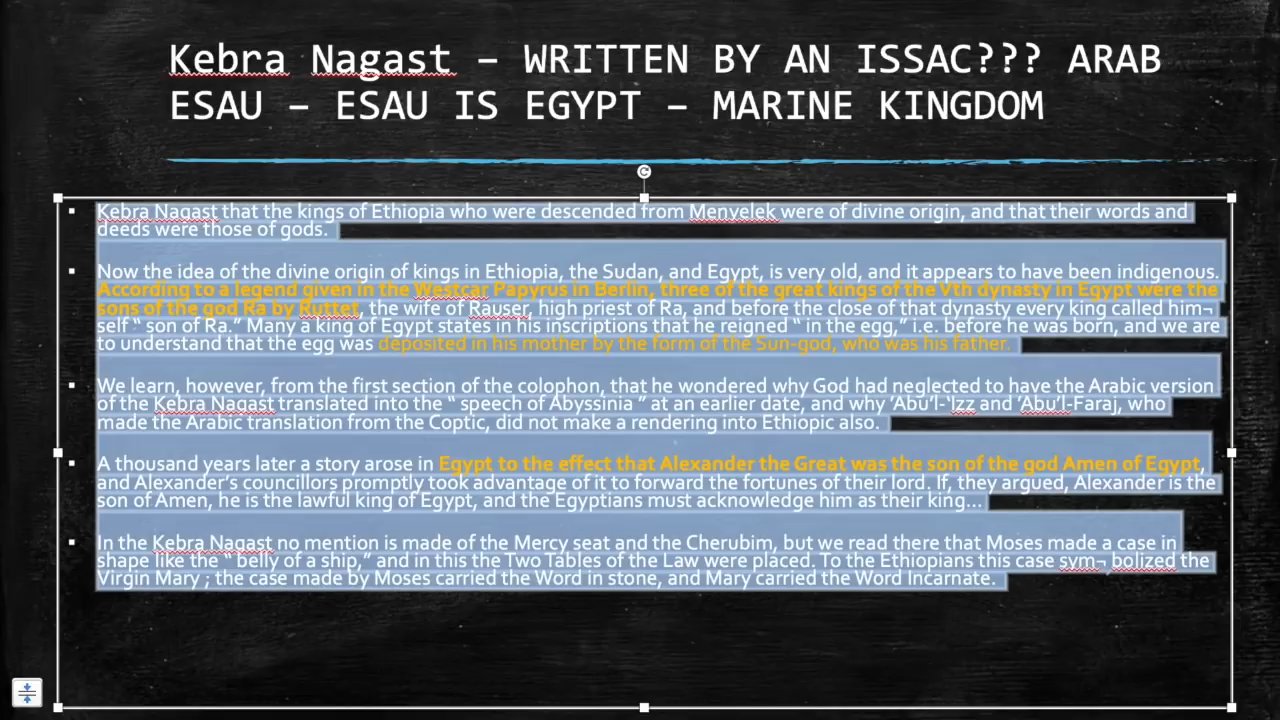 Kebra Nagast – WRITTEN BY AN ISSAC??? ARAB
ESAU – ESAU IS EGYPT – MARINE KINGDOM
▪ Kebra Nagast that the kings of Ethiopia who were descended from Menyelek were of divine origin, and that their words and
deeds were those of gods.
▪ Now the idea of the divine origin of kings in Ethiopia, the Sudan, and Egypt, is very old, and it appears to have been indigenous.
According to a legend given in the Westcar Papyrus in Berlin, three of the great kings of the Vth dynasty in Egypt were the
sons of the god Ra by Ruttet, the wife of Rauser, high priest of Ra, and before the close of that dynasty every king called him¬
self “ son of Ra.” Many a king of Egypt states in his inscriptions that he reigned “ in the egg,” i.e. before he was born, and we are
to understand that the egg was deposited in his mother by the form of the Sun-god, who was his father.
▪ We learn, however, from the first section of the colophon, that he wondered why God had neglected to have the Arabic version
of the Kebra Nagast translated into the “ speech of Abyssinia ” at an earlier date, and why ’Abu’l-‘Izz and ’Abu’l-Faraj, who
made the Arabic translation from the Coptic, did not make a rendering into Ethiopic also.
▪ A thousand years later a story arose in Egypt to the effect that Alexander the Great was the son of the god Amen of Egypt,
and Alexander’s councillors promptly took advantage of it to forward the fortunes of their lord. If, they argued, Alexander is the
son of Amen, he is the lawful king of Egypt, and the Egyptians must acknowledge him as their king...
▪ In the Kebra Nagast no mention is made of the Mercy seat and the Cherubim, but we read there that Moses made a case in
shape like the “ belly of a ship,” and in this the Two Tables of the Law were placed. To the Ethiopians this case sym¬ bolized the
Virgin Mary ; the case made by Moses carried the Word in stone, and Mary carried the Word Incarnate.